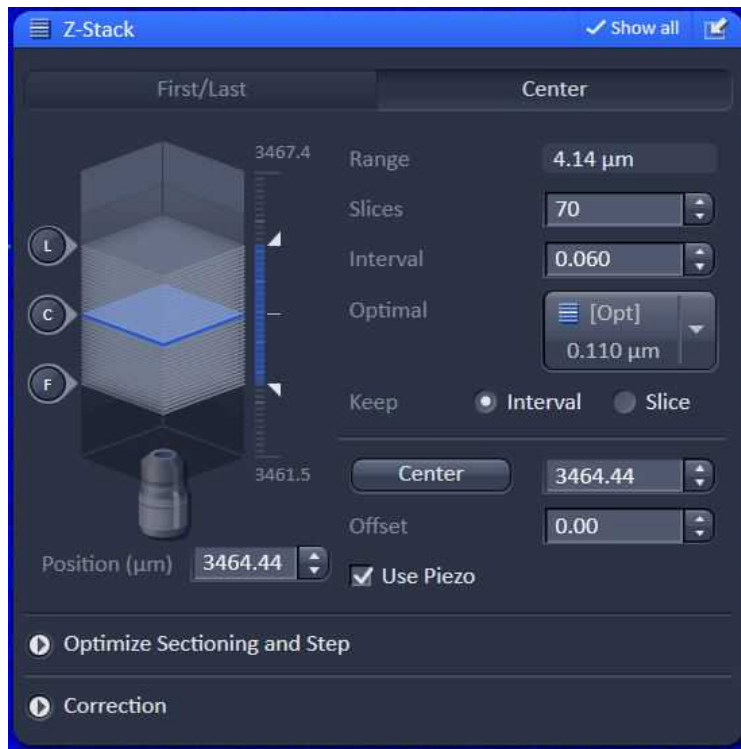 Z-Stack
Show all
First/Last
Center
3467.4
Range
4.14 µm
Slices
70
L
Interval
0.060
C
Optimal
[Opt]
0.110 µm
F
Keep
Interval
Slice
3461.5
Center
3464.44
Offset
0.00
Position (µm)
3464.44
Use Piezo
Optimize Sectioning and Step
Correction